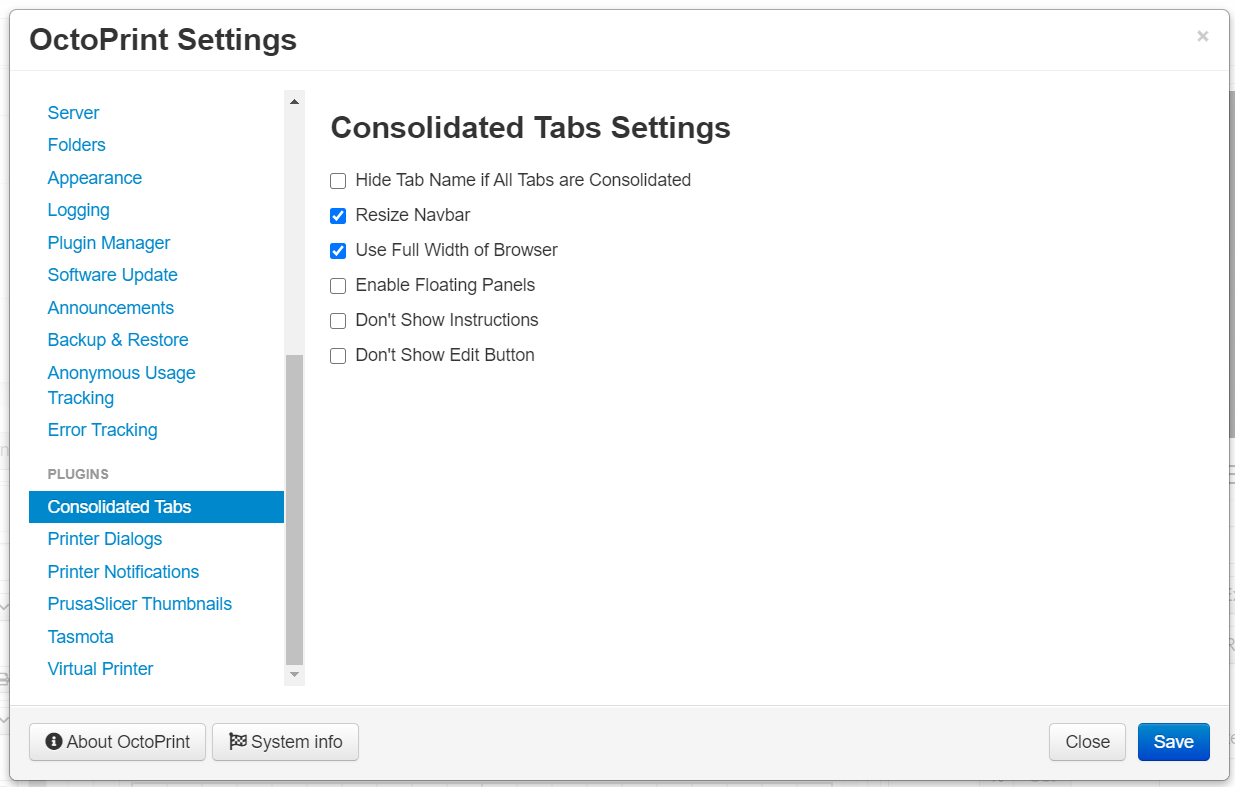 OctoPrint Settings
×
Server
Folders
Appearance
Logging
Plugin Manager
Software Update
Announcements
Backup & Restore
Anonymous Usage
Tracking
Error Tracking
PLUGINS
Consolidated Tabs
Printer Dialogs
Printer Notifications
PrusaSlicer Thumbnails
Tasmota
Virtual Printer
Consolidated Tabs Settings
Hide Tab Name if All Tabs are Consolidated
Resize Navbar
Use Full Width of Browser
Enable Floating Panels
Don't Show Instructions
Don't Show Edit Button
About OctoPrint
System info
Close
Save